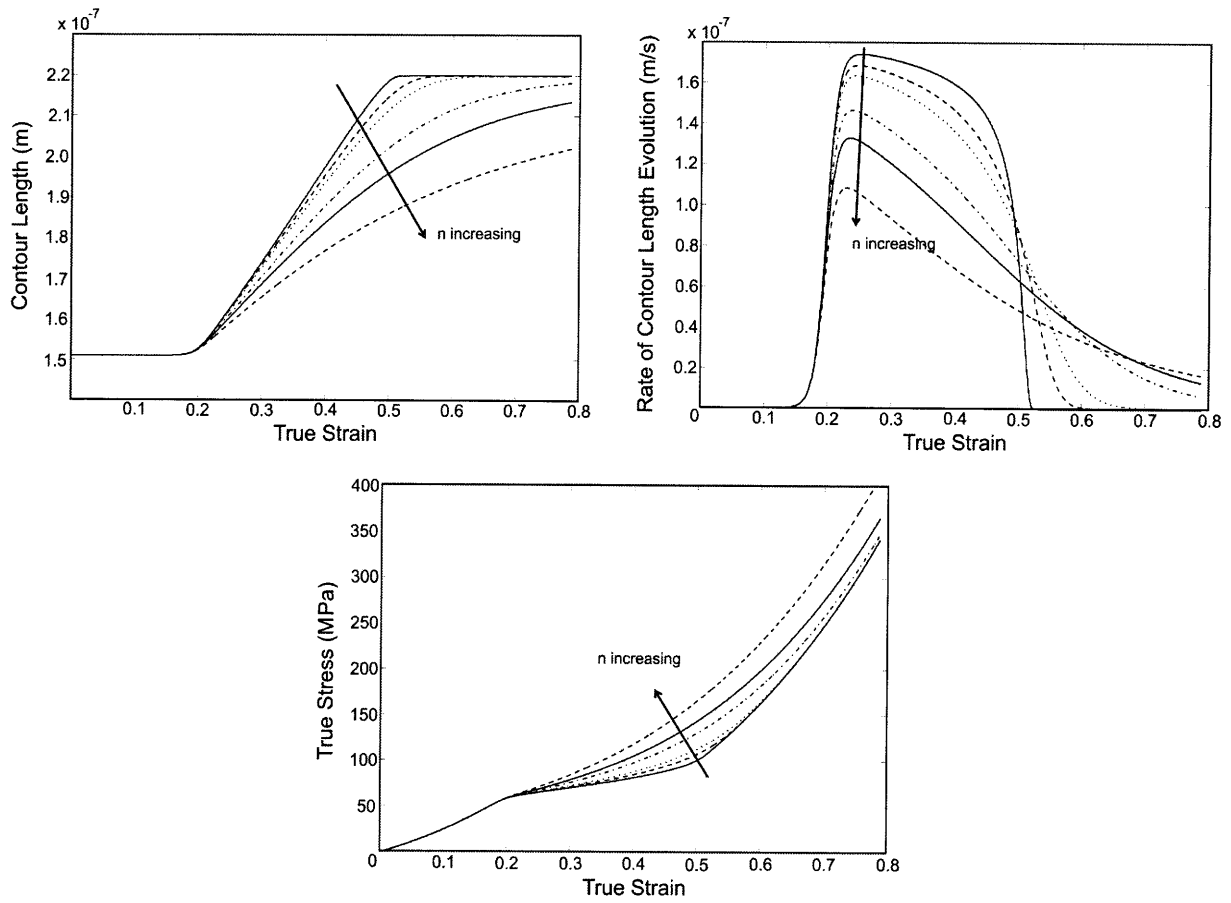 x 10⁻⁷
Contour Length (m)
2.2
2.1
2.0
1.9
1.8
1.7
1.6
1.5
n increasing
0.1 0.2 0.3 0.4 0.5 0.6 0.7 0.8
True Strain
x 10⁻⁷
Rate of Contour Length Evolution (m/s)
1.6
1.4
1.2
1.0
0.8
0.6
0.4
0.2
n increasing
0 0.1 0.2 0.3 0.4 0.5 0.6 0.7 0.8
True Strain
True Stress (MPa)
400
350
300
250
200
150
100
50
n increasing
0 0.1 0.2 0.3 0.4 0.5 0.6 0.7 0.8
True Strain